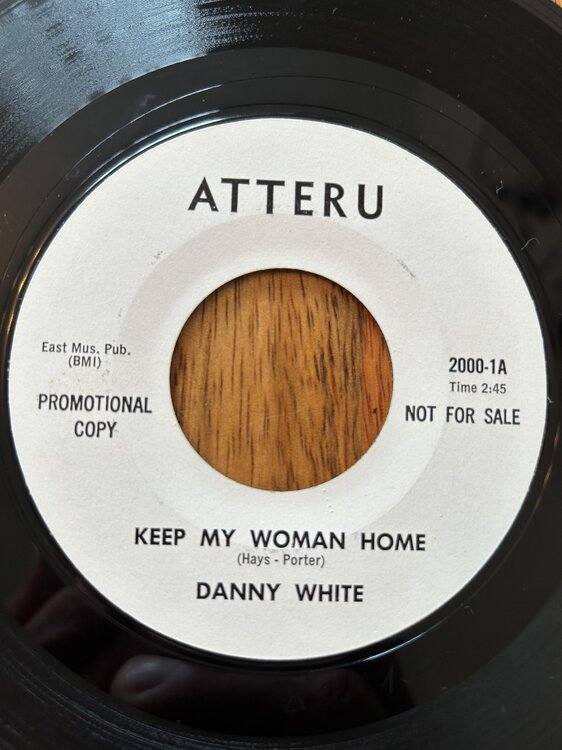 ATTERU
East Mus. Pub.
(BMI)
PROMOTIONAL
COPY
2000-1A
Time 2:45
NOT FOR SALE
KEEP MY WOMAN HOME
(Hays - Porter)
DANNY WHITE